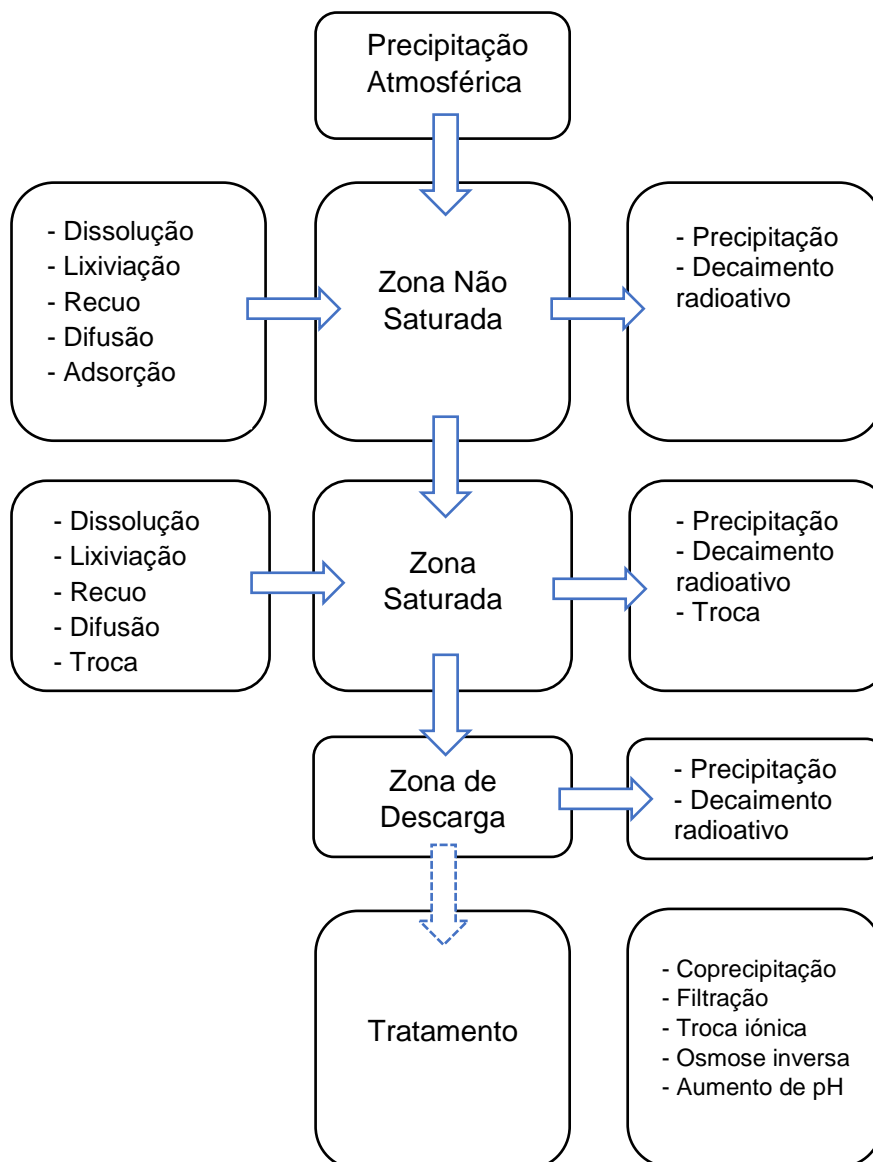 Precipitação
Atmosférica
- Dissolução
- Lixiviação
- Recuo
- Difusão
- Adsorção
Zona Não
Saturada
- Precipitação
- Decaimento
radioativo
- Dissolução
- Lixiviação
- Recuo
- Difusão
- Troca
Zona
Saturada
- Precipitação
- Decaimento
radioativo
- Troca
Zona de
Descarga
- Precipitação
- Decaimento
radioativo
Tratamento
- Coprecipitação
- Filtração
- Troca iónica
- Osmose inversa
- Aumento de pH